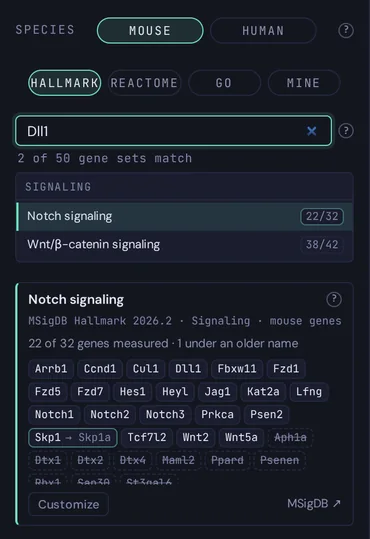 SPECIES MOUSE HUMAN ?
HALLMARK REACTOME GO MINE
Dll1 ✕ ?
2 of 50 gene sets match
SIGNALING
Notch signaling 22/32
Wnt/β-catenin signaling 38/42
Notch signaling ?
MSigDB Hallmark 2026.2 · Signaling · mouse genes
22 of 32 genes measured · 1 under an older name
Arrb1 Ccnd1 Cul1 Dll1 Fbxw11 Fzd1
Fzd5 Fzd7 Hes1 Heyl Jag1 Kat2a Lfng
Notch1 Notch2 Notch3 Prkca Psen2
Skp1 → Skp1a Tcf7l2 Wnt2 Wnt5a Aph1a
Dtx1 Dtx2 Dtx4 Maml2 Ppard Psenen
Rbx1 Sap30 St3gal6
Customize MSigDB ↗